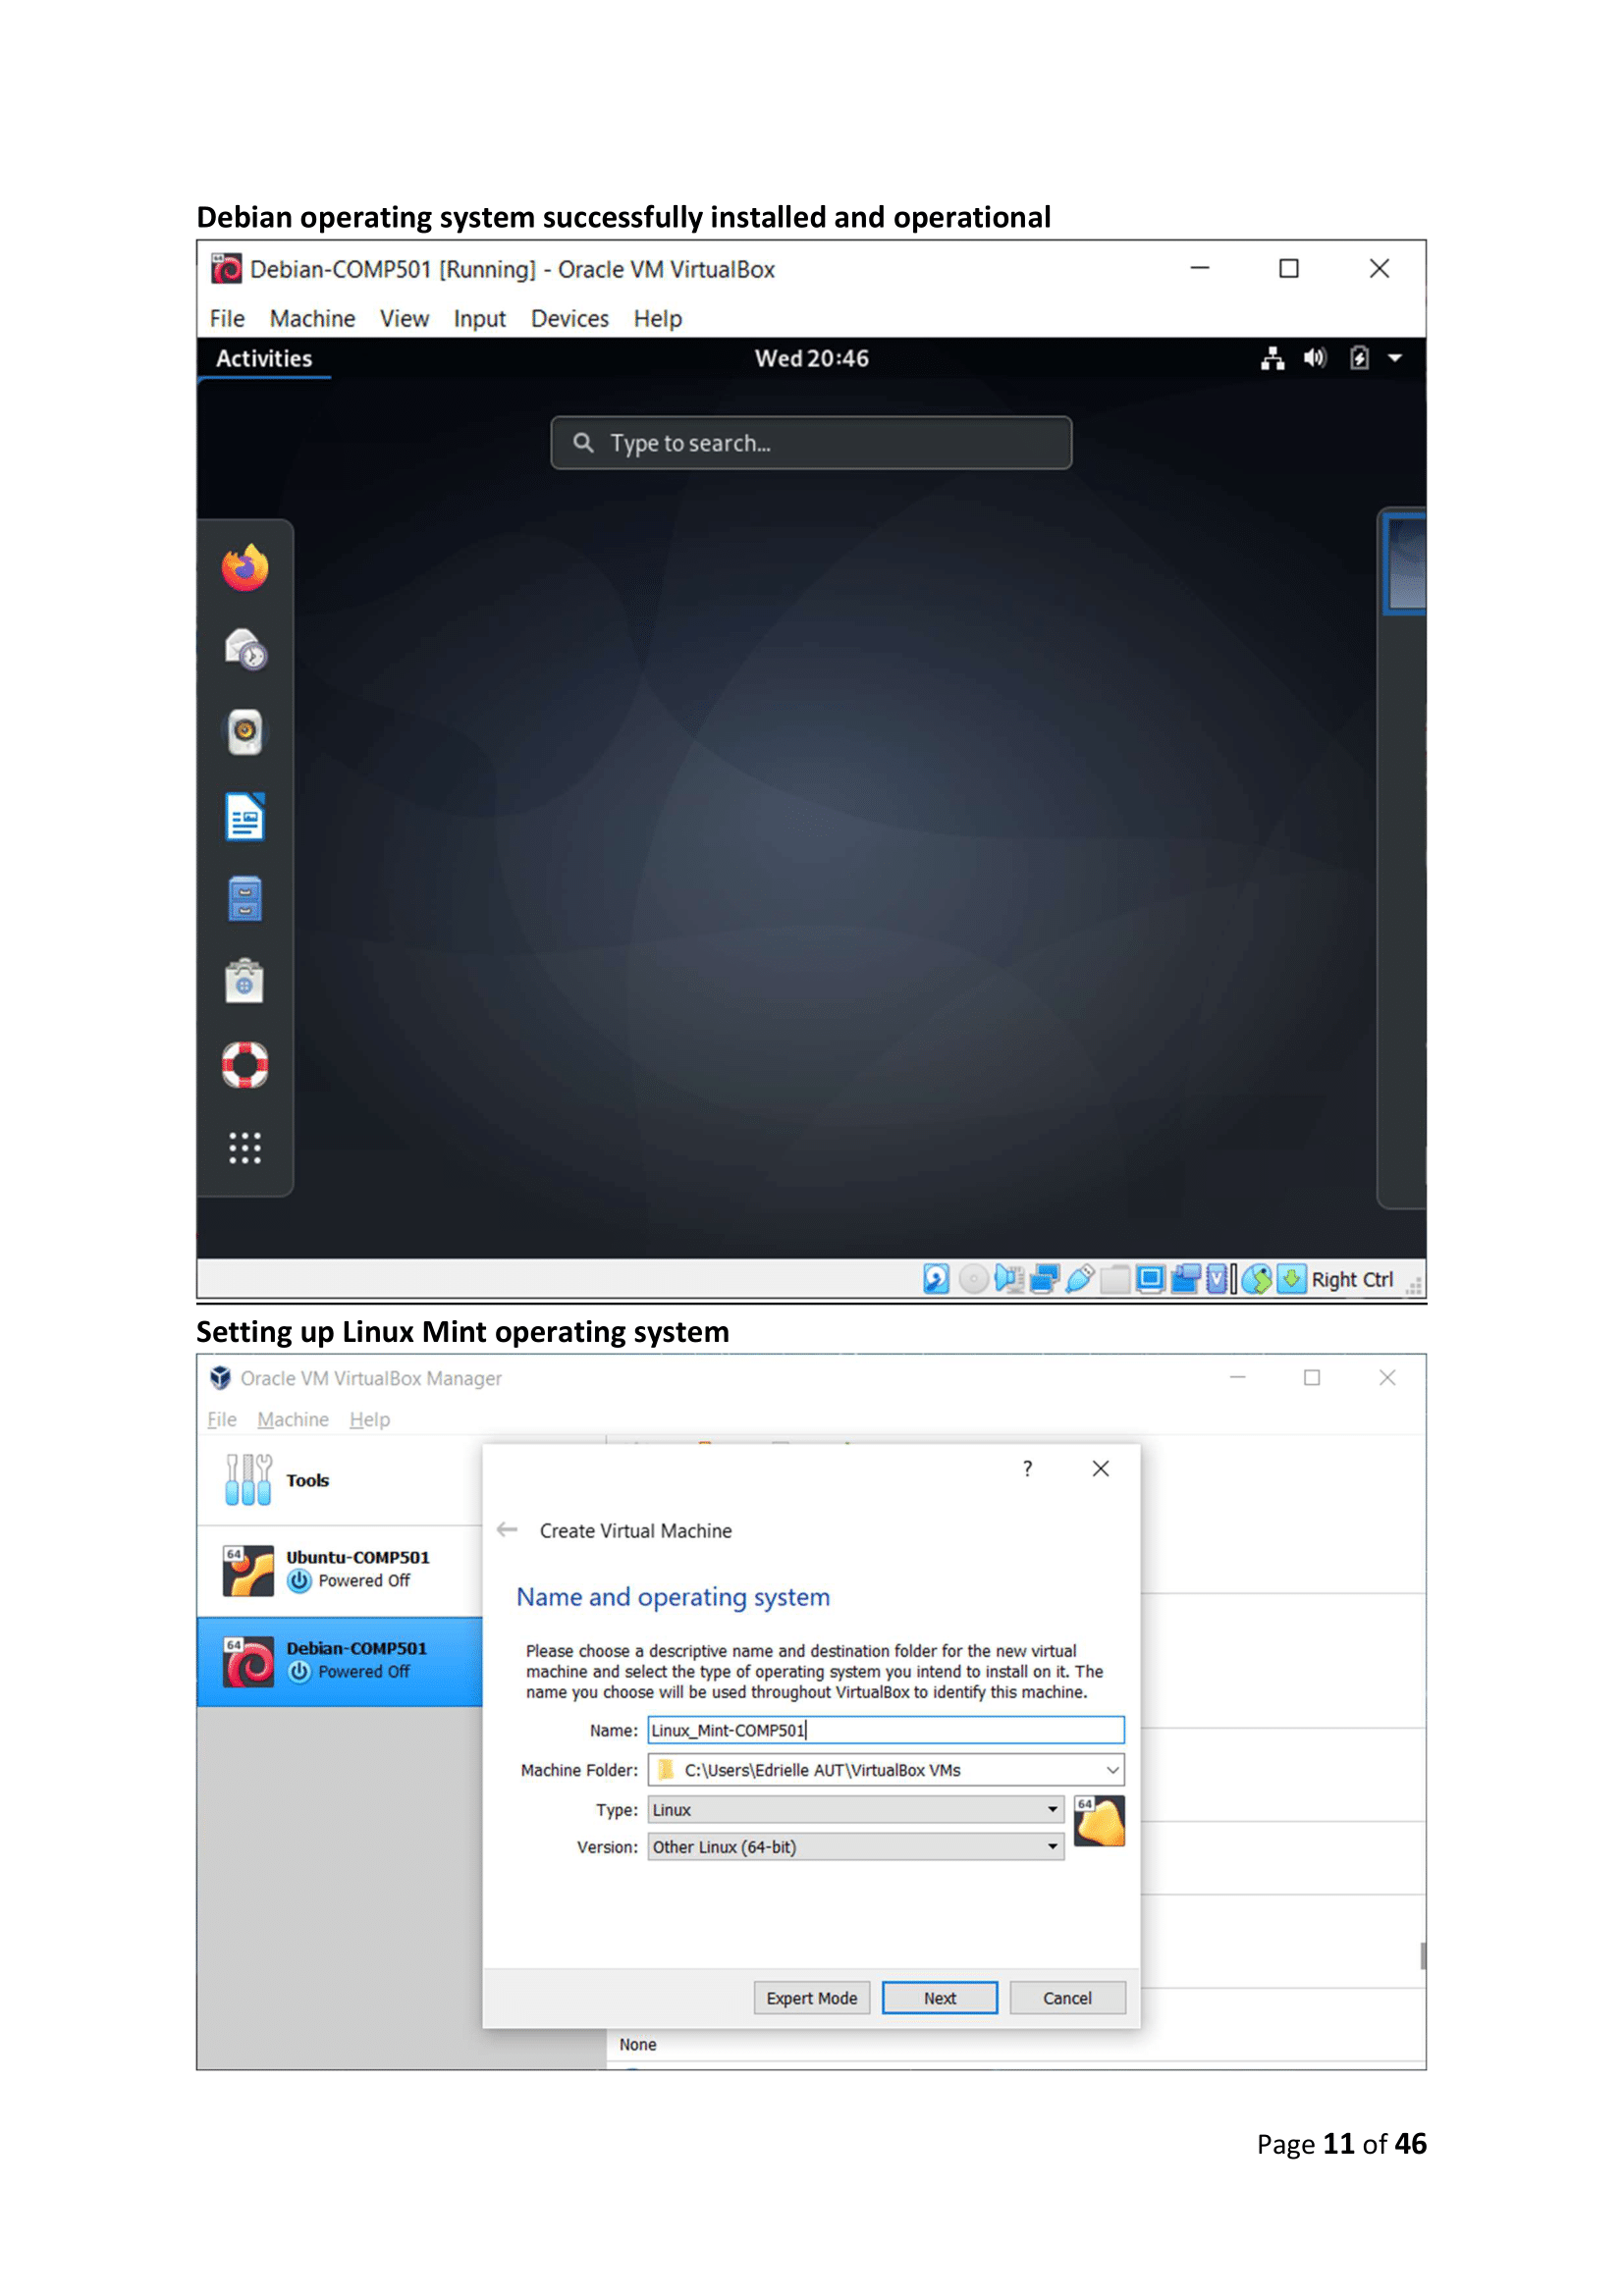 Debian operating system successfully installed and operational
Debian-COMP501 [Running] - Oracle VM VirtualBox
File Machine View Input Devices Help
Activities Wed 20:46
Type to search...
Right Ctrl
Setting up Linux Mint operating system
Oracle VM VirtualBox Manager
File Machine Help
Tools
64 Ubuntu-COMP501
Powered Off
64 Debian-COMP501
Powered Off
?
Create Virtual Machine
Name and operating system
Please choose a descriptive name and destination folder for the new virtual
machine and select the type of operating system you intend to install on it. The
name you choose will be used throughout VirtualBox to identify this machine.
Name: Linux_Mint-COMP501
Machine Folder: C:\Users\Edrielle AUT\VirtualBox VMs
Type: Linux
64
Version: Other Linux (64-bit)
Expert Mode Next Cancel
None
Page 11 of 46